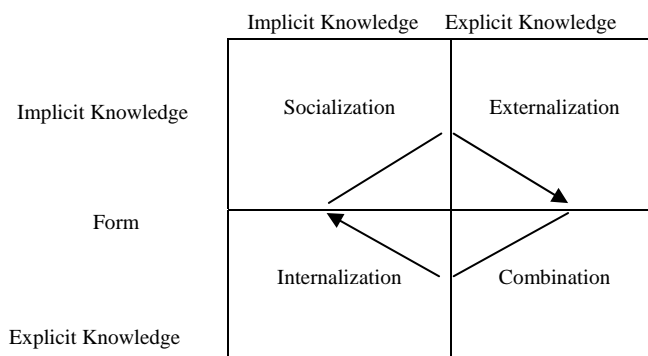 Implicit Knowledge Explicit Knowledge
Implicit Knowledge
Socialization
Externalization
Form
Internalization
Combination
Explicit Knowledge